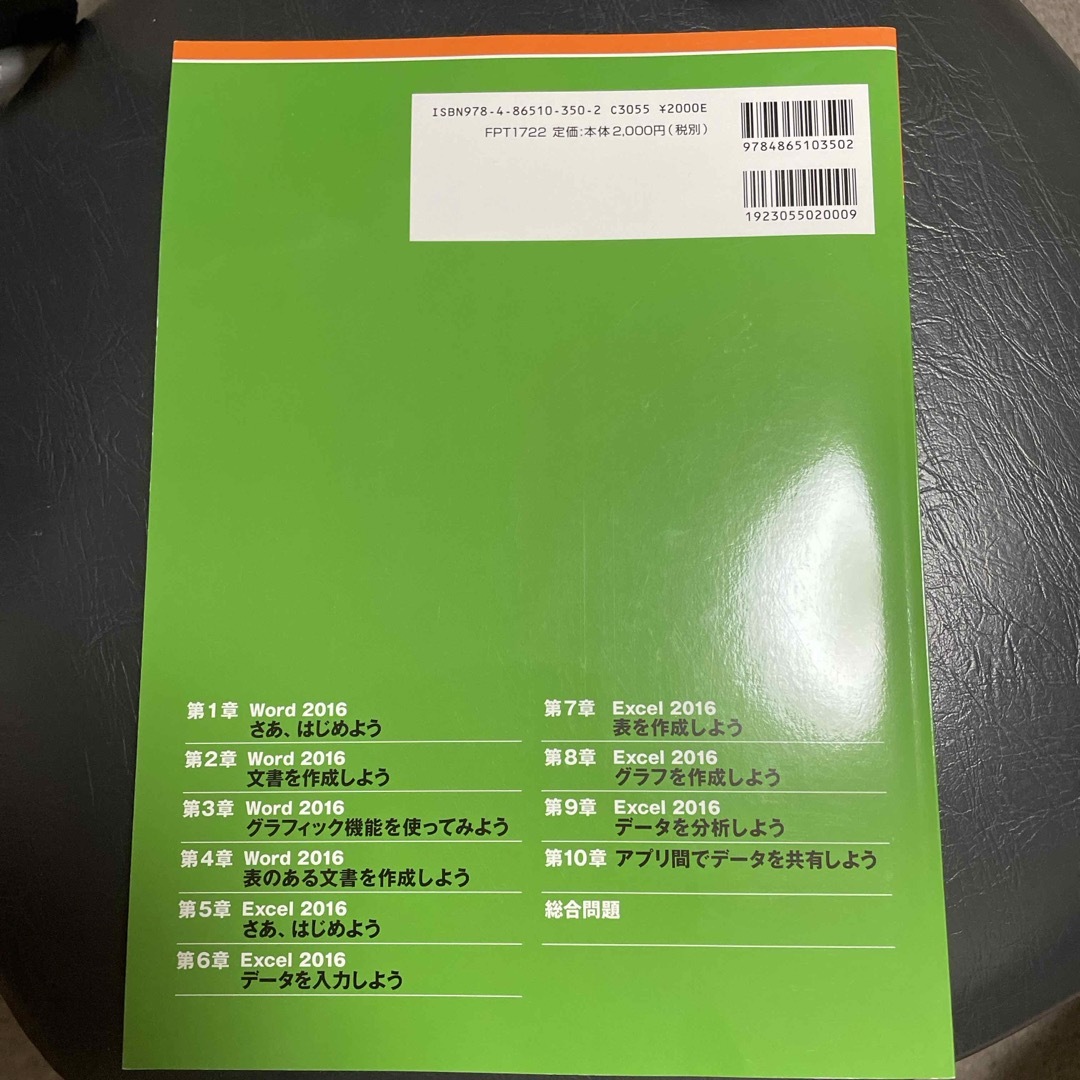 ISBN978-4-86510-350-2 C3055 ¥2000E
FPT1722 定価:本体2,000円(税別)
9784865103502
1923055020009
第1章 Word 2016
さあ、はじめよう
第2章 Word 2016
文書を作成しよう
第3章 Word 2016
グラフィック機能を使ってみよう
第4章 Word 2016
表のある文書を作成しよう
第5章 Excel 2016
さあ、はじめよう
第6章 Excel 2016
データを入力しよう
第7章 Excel 2016
表を作成しよう
第8章 Excel 2016
グラフを作成しよう
第9章 Excel 2016
データを分析しよう
第10章 アプリ間でデータを共有しよう
総合問題